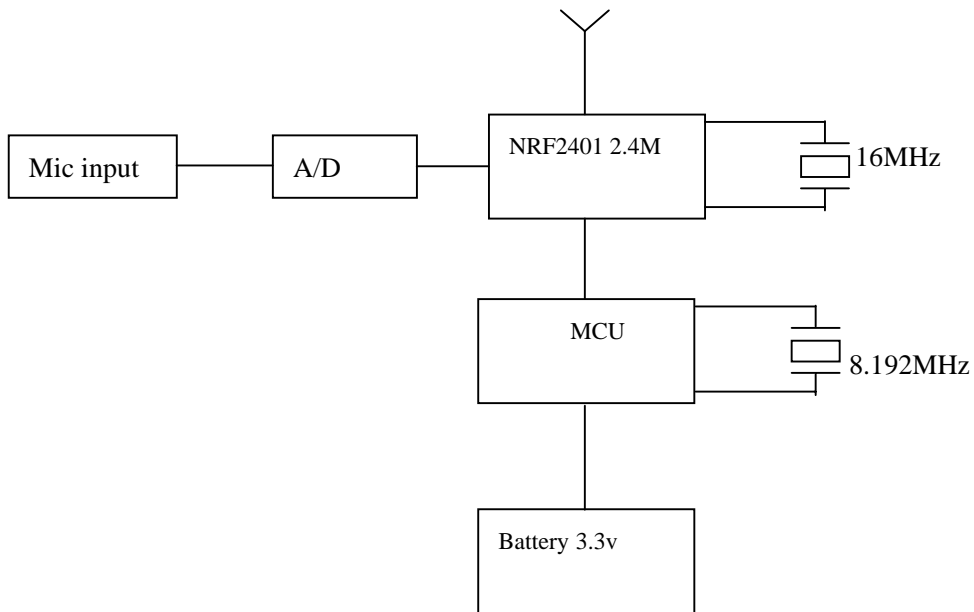 NRF2401 2.4M
Mic input
A/D
16MHz
MCU
8.192MHz
Battery 3.3v